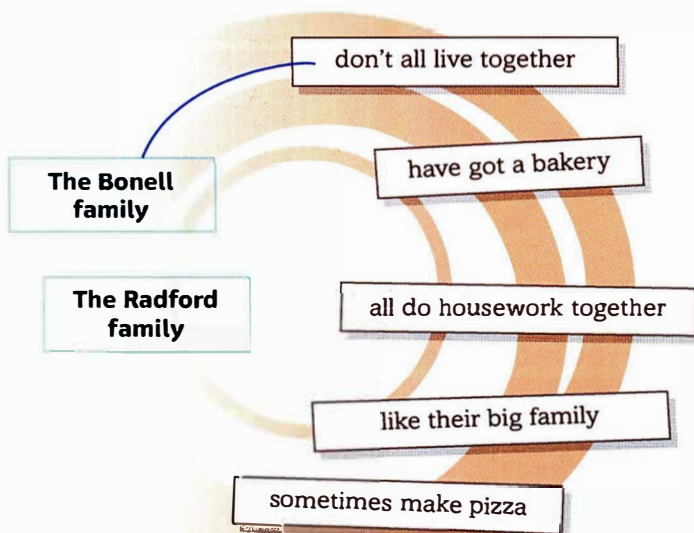 don't all live together
have got a bakery
The Bonell
family
The Radford
family
all do housework together
like their big family
sometimes make pizza